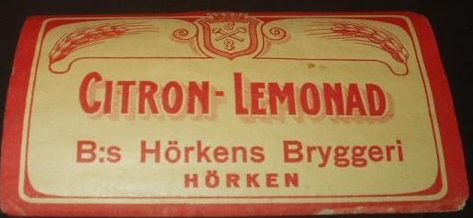 CITRON-LEMONAD
B:s Hörkens Bryggeri
HÖRKEN